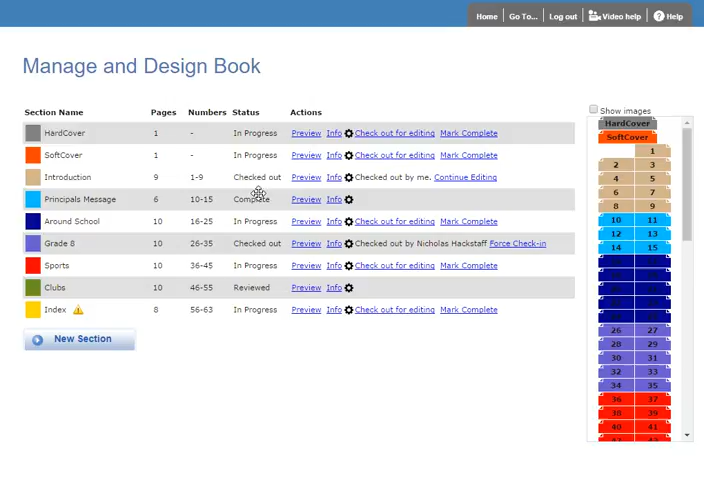 Home Go To... Log out Video help ? Help
Manage and Design Book
Section Name Pages Numbers Status Actions
HardCover 1 - In Progress Preview Info Check out for editing Mark Complete
SoftCover 1 - In Progress Preview Info Check out for editing Mark Complete
Introduction 9 1-9 Checked out Preview Info Checked out by me. Continue Editing
Principals Message 6 10-15 Complete Preview Info
Around School 10 16-25 In Progress Preview Info Check out for editing Mark Complete
Grade 8 10 26-35 Checked out Preview Info Checked out by Nicholas Hackstaff Force Check-in
Sports 10 36-45 In Progress Preview Info Check out for editing Mark Complete
Clubs 10 46-55 Reviewed Preview Info
Index 8 56-63 In Progress Preview Info Check out for editing Mark Complete
New Section
Show images
HardCover
SoftCover
1
2 3
4 5
6 7
8 9
10 11
12 13
14 15
26 27
28 29
30 31
32 33
34 35
36 37
38 39
40 41